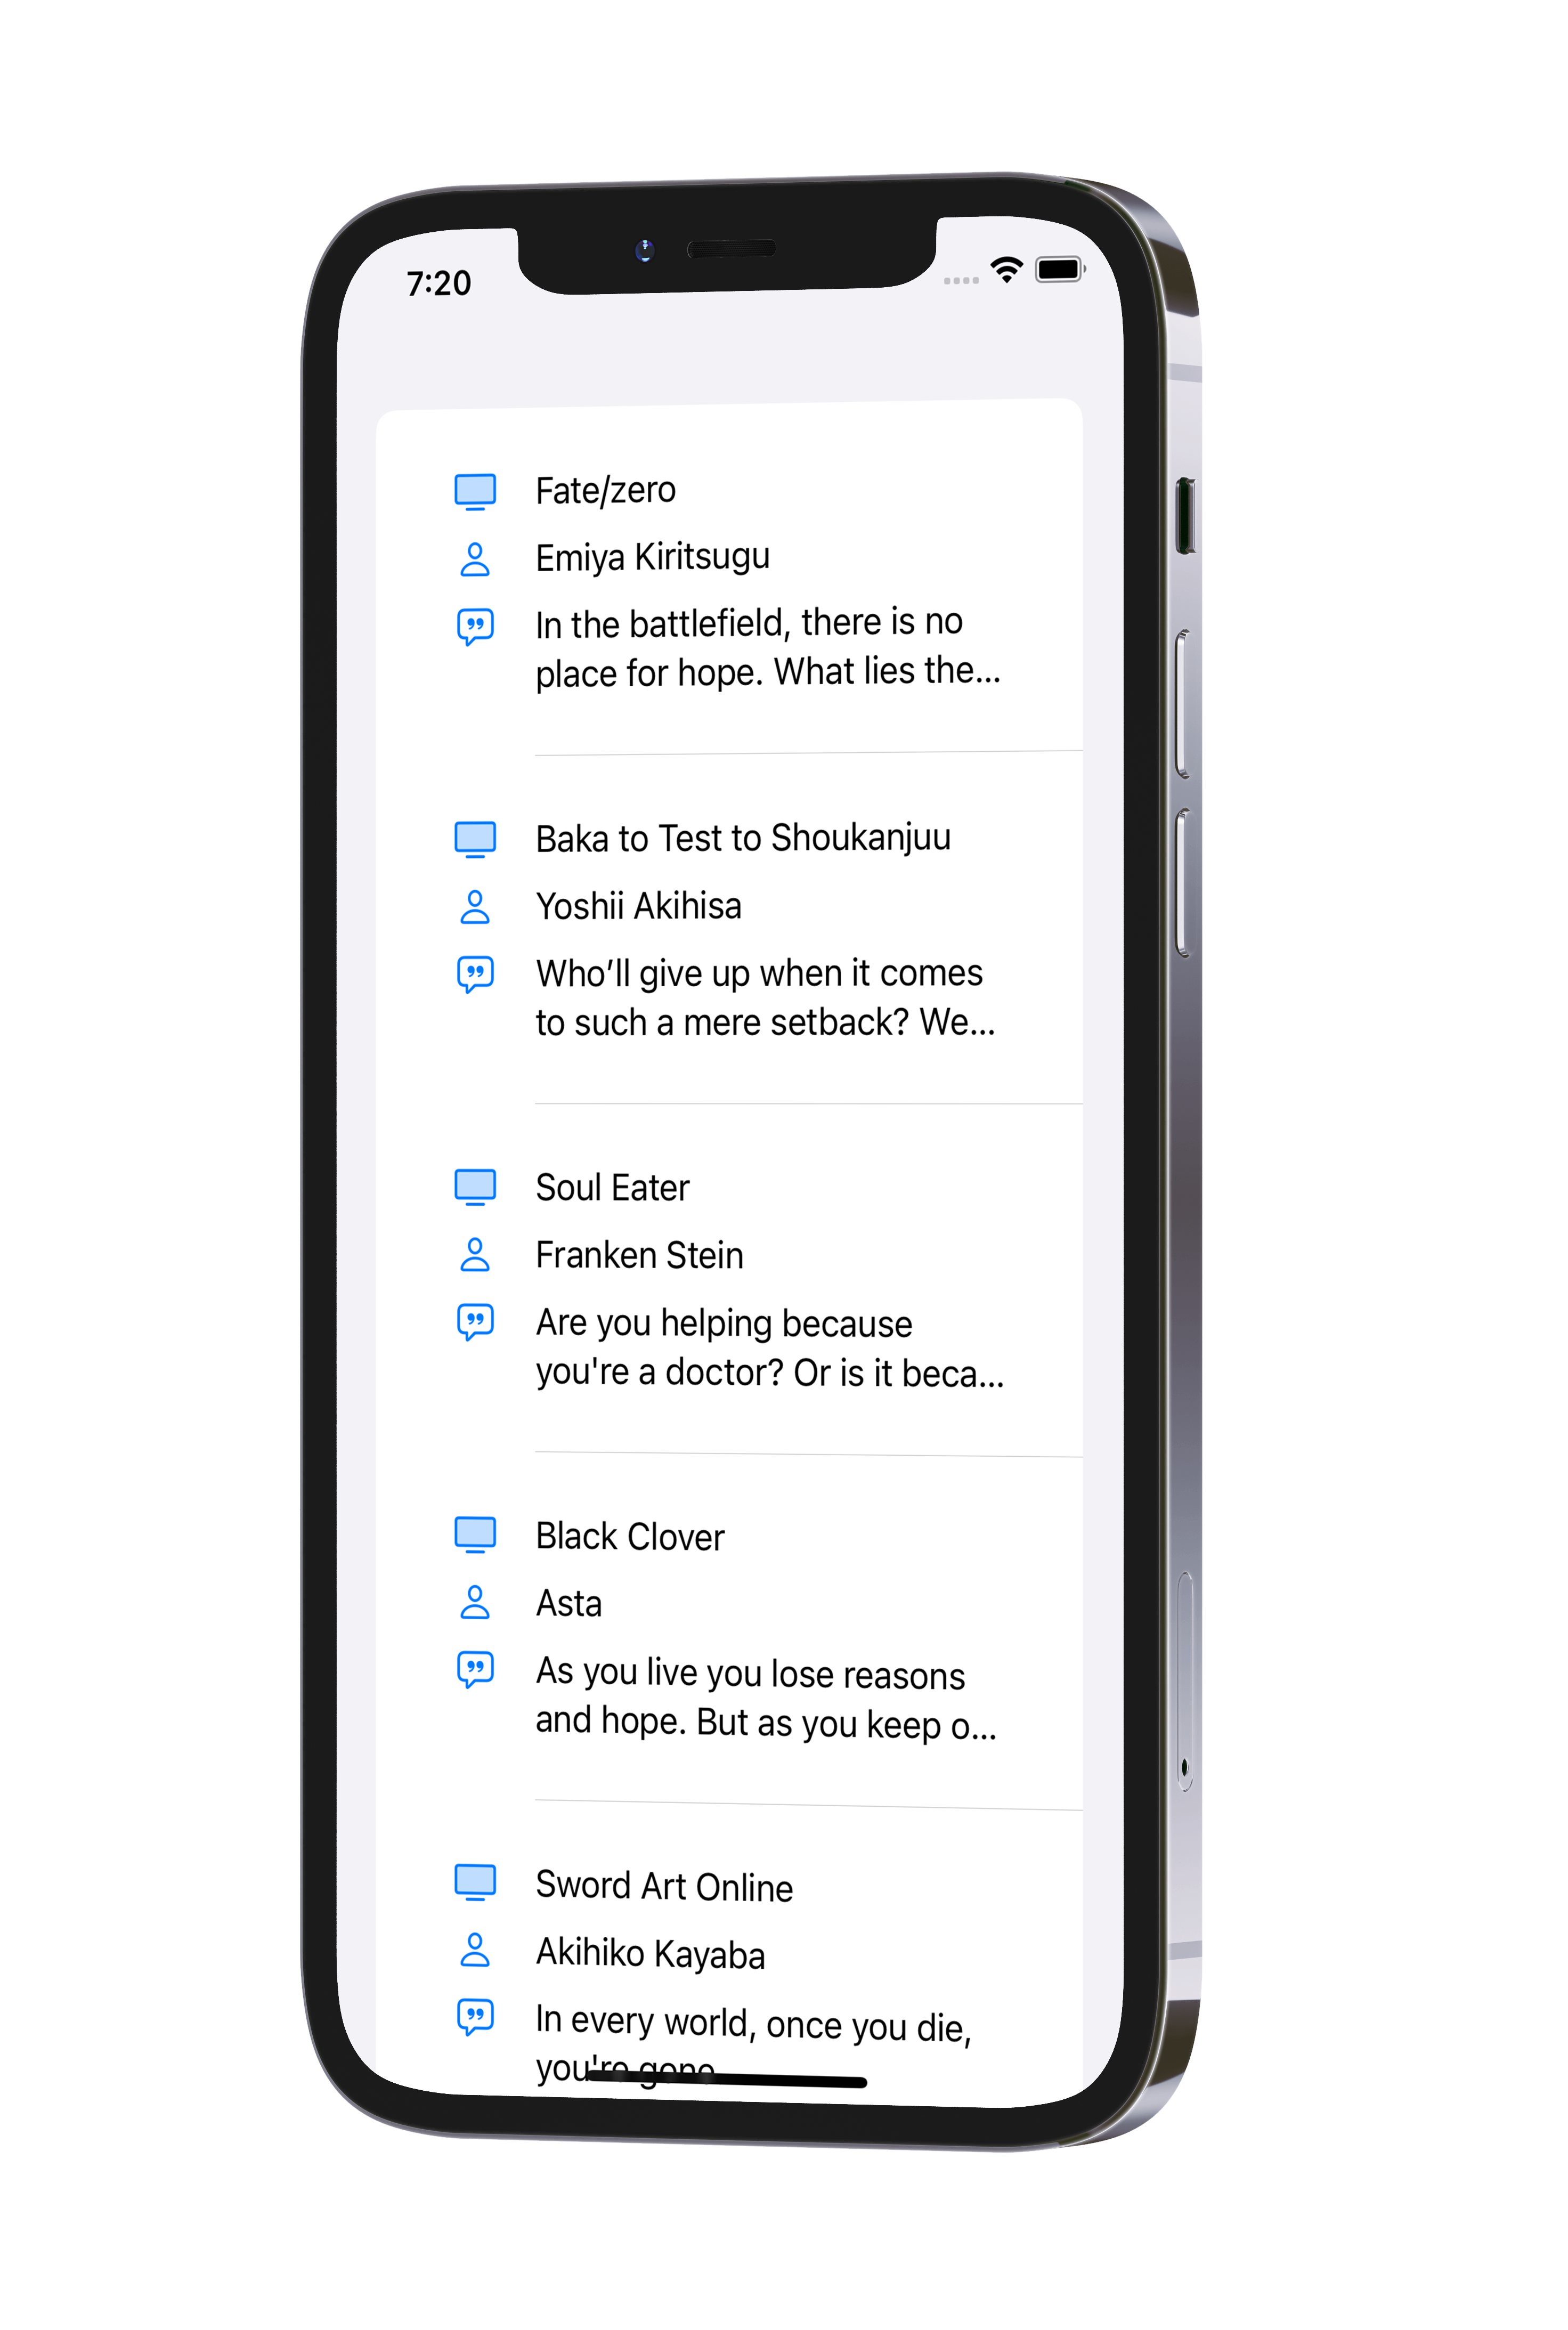 7:20
Fate/zero
Emiya Kiritsugu
In the battlefield, there is no
place for hope. What lies the...
Baka to Test to Shoukanjuu
Yoshii Akihisa
Who’ll give up when it comes
to such a mere setback? We...
Soul Eater
Franken Stein
Are you helping because
you're a doctor? Or is it beca...
Black Clover
Asta
As you live you lose reasons
and hope. But as you keep o...
Sword Art Online
Akihiko Kayaba
In every world, once you die,
you're gone